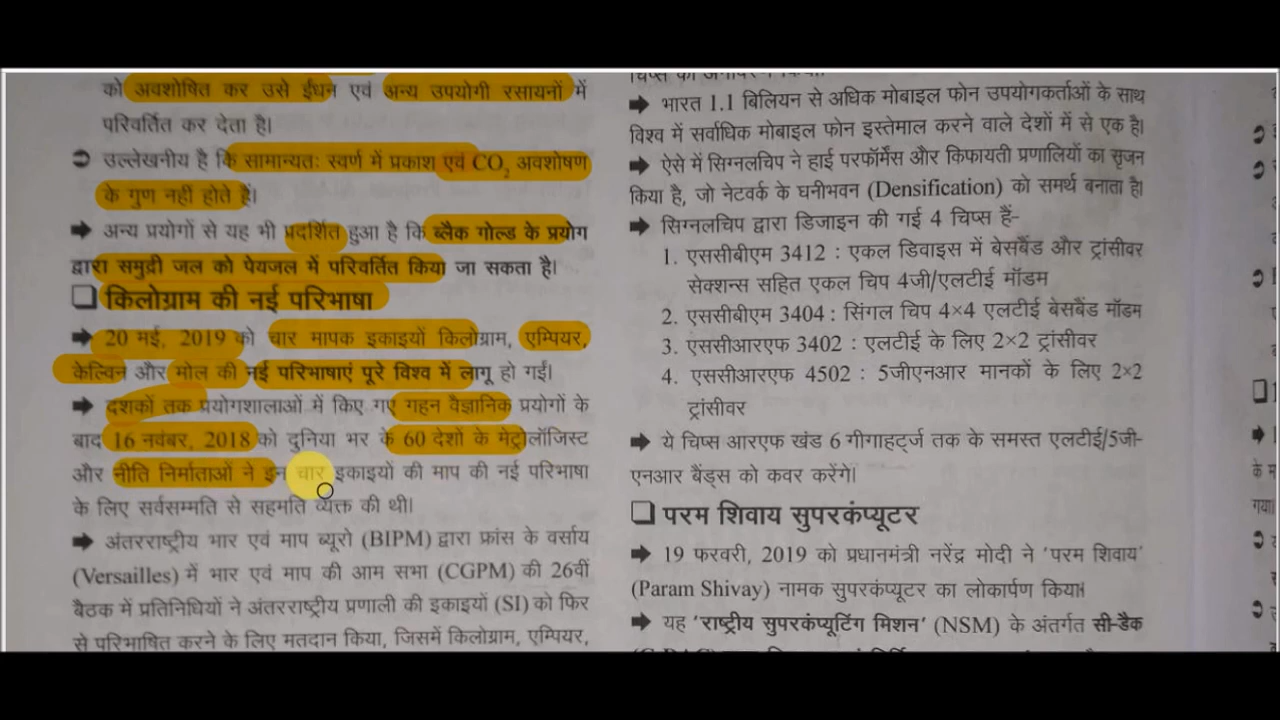 को अवशोषित कर उसे ईंधन एवं अन्य उपयोगी रसायनों में
परिवर्तित कर देता है।
➲ उल्लेखनीय है कि सामान्यतः स्वर्ण में प्रकाश एवं CO₂ अवशोषण
के गुण नहीं होते हैं।
➡ अन्य प्रयोगों से यह भी प्रदर्शित हुआ है कि ब्लैक गोल्ड के प्रयोग
द्वारा समुद्री जल को पेयजल में परिवर्तित किया जा सकता है।
❑ किलोग्राम की नई परिभाषा
➡ 20 मई, 2019 को चार मापक इकाइयों किलोग्राम, एम्पियर,
केल्विन और मोल की नई परिभाषाएं पूरे विश्व में लागू हो गईं।
➡ दशकों तक प्रयोगशालाओं में किए गए गहन वैज्ञानिक प्रयोगों के
बाद 16 नवंबर, 2018 को दुनिया भर के 60 देशों के मेट्रोलॉजिस्ट
और नीति निर्माताओं ने इन चार इकाइयों की माप की नई परिभाषा
के लिए सर्वसम्मति से सहमति व्यक्त की थी।
➡ अंतरराष्ट्रीय भार एवं माप ब्यूरो (BIPM) द्वारा फ्रांस के वर्साय
(Versailles) में भार एवं माप की आम सभा (CGPM) की 26वीं
बैठक में प्रतिनिधियों ने अंतरराष्ट्रीय प्रणाली की इकाइयों (SI) को फिर
से परिभाषित करने के लिए मतदान किया, जिसमें किलोग्राम, एम्पियर,
➡ भारत 1.1 बिलियन से अधिक मोबाइल फोन उपयोगकर्ताओं के साथ
विश्व में सर्वाधिक मोबाइल फोन इस्तेमाल करने वाले देशों में से एक है।
➡ ऐसे में सिग्नलचिप ने हाई परफॉर्मेंस और किफायती प्रणालियों का सृजन
किया है, जो नेटवर्क के घनीभवन (Densification) को समर्थ बनाता है।
➡ सिग्नलचिप द्वारा डिजाइन की गई 4 चिप्स हैं-
1. एससीबीएम 3412 : एकल डिवाइस में बेसबैंड और ट्रांसीवर
सेक्शन्स सहित एकल चिप 4जी/एलटीई मॉडम
2. एससीबीएम 3404 : सिंगल चिप 4×4 एलटीई बेसबैंड मॉडम
3. एससीआरएफ 3402 : एलटीई के लिए 2×2 ट्रांसीवर
4. एससीआरएफ 4502 : 5जीएनआर मानकों के लिए 2×2
ट्रांसीवर
➡ ये चिप्स आरएफ खंड 6 गीगाहर्ट्ज तक के समस्त एलटीई/5जी-
एनआर बैंड्स को कवर करेंगे।
❑ परम शिवाय सुपरकंप्यूटर
➡ 19 फरवरी, 2019 को प्रधानमंत्री नरेंद्र मोदी ने 'परम शिवाय'
(Param Shivay) नामक सुपरकंप्यूटर का लोकार्पण किया।
➡ यह 'राष्ट्रीय सुपरकंप्यूटिंग मिशन' (NSM) के अंतर्गत सी-डैक